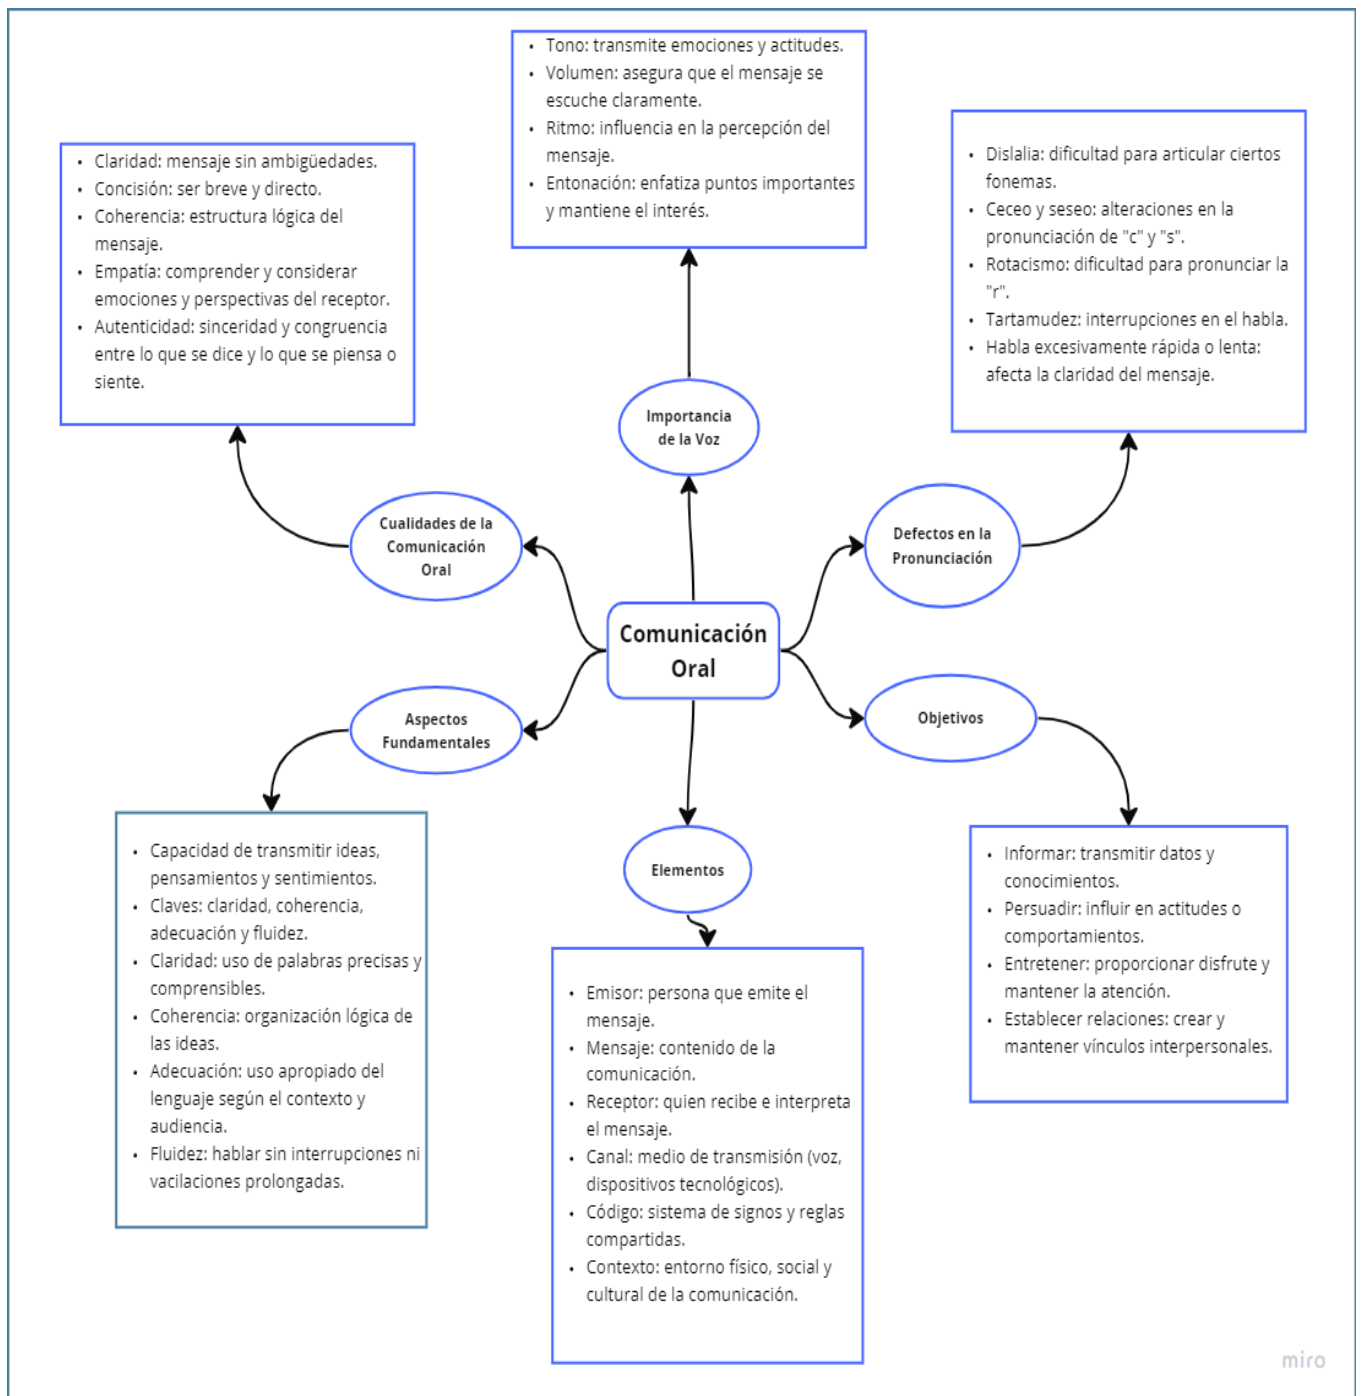 • Tono: transmite emociones y actitudes.
• Volumen: asegura que el mensaje se
escuche claramente.
• Ritmo: influencia en la percepción del
mensaje.
• Entonación: enfatiza puntos importantes
y mantiene el interés.
• Claridad: mensaje sin ambigüedades.
• Concisión: ser breve y directo.
• Coherencia: estructura lógica del
mensaje.
• Empatía: comprender y considerar
emociones y perspectivas del receptor.
• Autenticidad: sinceridad y congruencia
entre lo que se dice y lo que se piensa o
siente.
• Dislalia: dificultad para articular ciertos
fonemas.
• Ceceo y seseo: alteraciones en la
pronunciación de "c" y "s".
• Rotacismo: dificultad para pronunciar la
"r".
• Tartamudez: interrupciones en el habla.
• Habla excesivamente rápida o lenta:
afecta la claridad del mensaje.
Importancia
de la Voz
Cualidades de la
Comunicación
Oral
Defectos en la
Pronunciación
Comunicación
Oral
Aspectos
Fundamentales
Objetivos
Elementos
• Capacidad de transmitir ideas,
pensamientos y sentimientos.
• Claves: claridad, coherencia,
adecuación y fluidez.
• Claridad: uso de palabras precisas y
comprensibles.
• Coherencia: organización lógica de
las ideas.
• Adecuación: uso apropiado del
lenguaje según el contexto y
audiencia.
• Fluidez: hablar sin interrupciones ni
vacilaciones prolongadas.
• Emisor: persona que emite el
mensaje.
• Mensaje: contenido de la
comunicación.
• Receptor: quien recibe e interpreta
el mensaje.
• Canal: medio de transmisión (voz,
dispositivos tecnológicos).
• Código: sistema de signos y reglas
compartidas.
• Contexto: entorno físico, social y
cultural de la comunicación.
• Informar: transmitir datos y
conocimientos.
• Persuadir: influir en actitudes o
comportamientos.
• Entretener: proporcionar disfrute y
mantener la atención.
• Establecer relaciones: crear y
mantener vínculos interpersonales.
miro